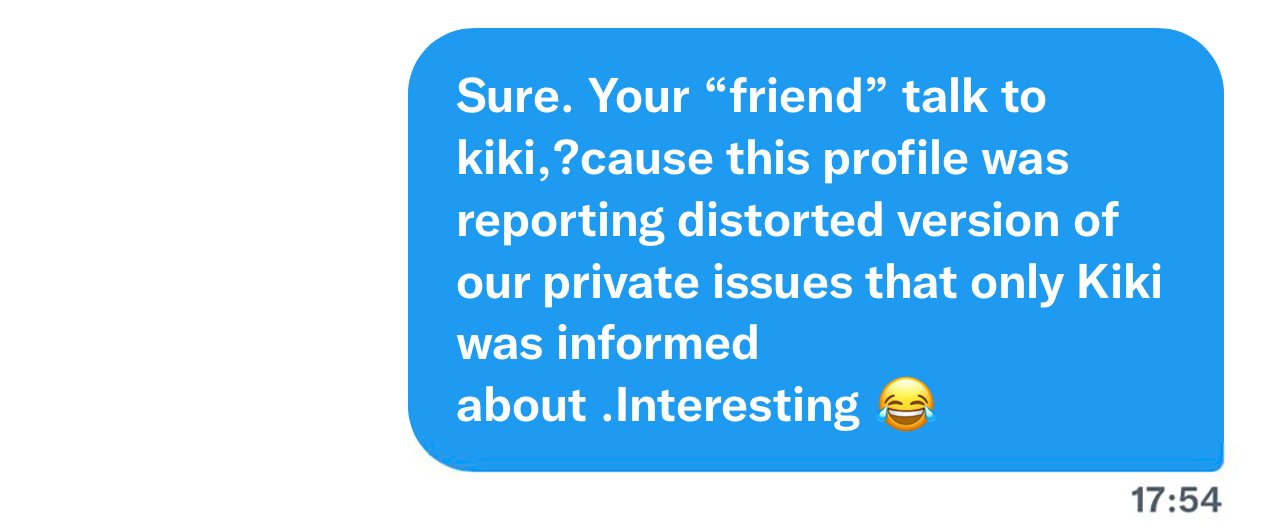 Sure. Your “friend” talk to
kiki,?cause this profile was
reporting distorted version of
our private issues that only Kiki
was informed
about .Interesting 😂
17:54